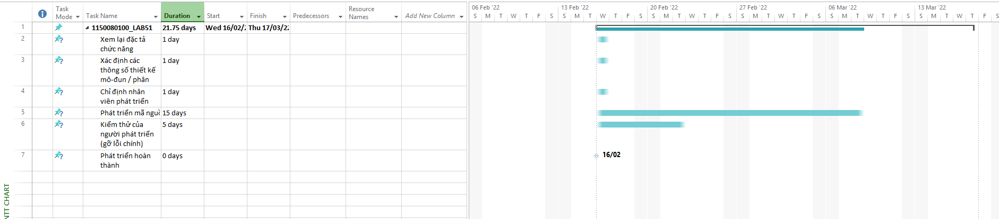 06 Feb '22 13 Feb '22 20 Feb '22 27 Feb '22 06 Mar '22 13 Mar '22
Task Mode Task Name Duration Start Finish Predecessors Resource Names Add New Column
S M T W T F S S M T W T F S S M T W T F S S M T W T F S S M T W T F S S M T W T F S
1 1150080100_LAB51 21.75 days Wed 16/02/2 Thu 17/03/22
2 Xem lại đặc tả 1 day
chức năng
3 Xác định các 1 day
thông số thiết kế
mô-đun / phân
4 Chỉ định nhân 1 day
viên phát triển
5 Phát triển mã nguồ 15 days
6 Kiểm thử của 5 days
người phát triển
(gỡ lỗi chính)
7 Phát triển hoàn 0 days 16/02
thành